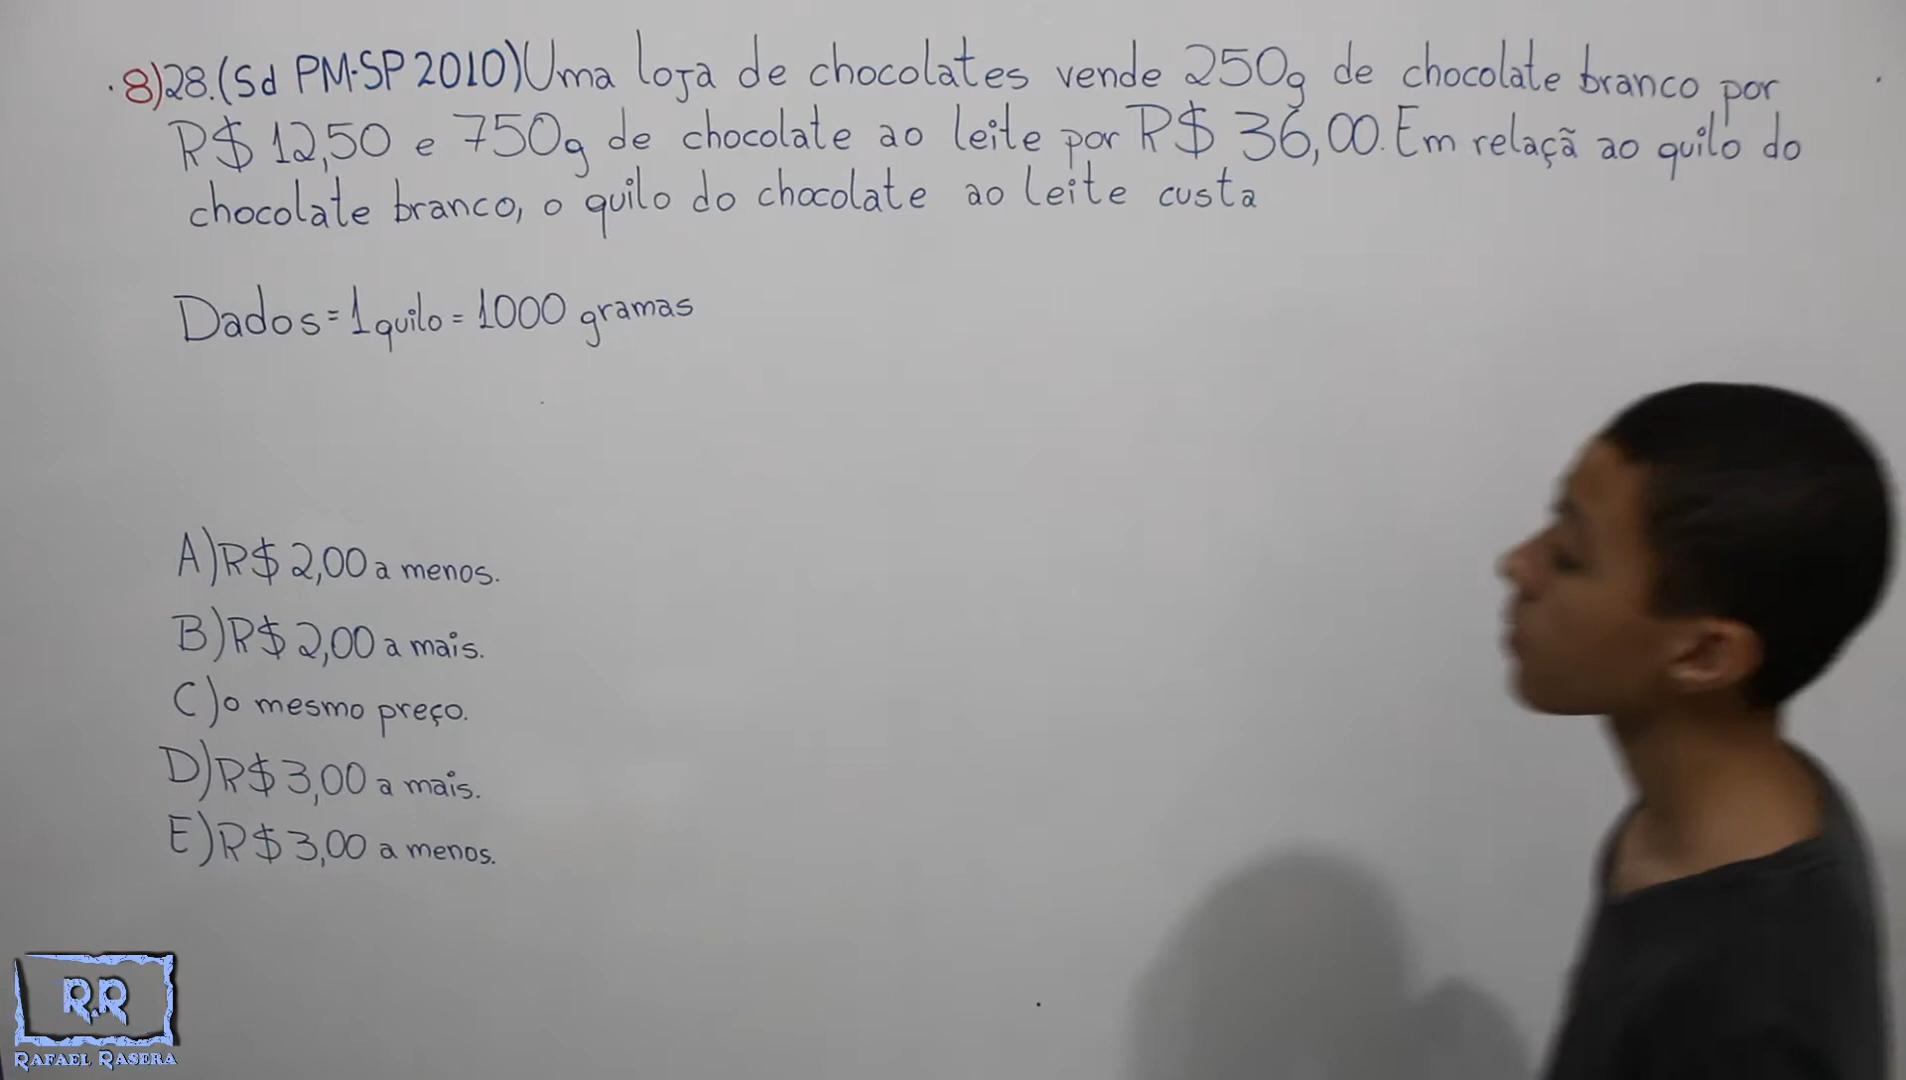 8)28.(Sd PM-SP 2010)Uma loja de chocolates vende 250g de chocolate branco por
R$ 12,50 e 750g de chocolate ao leite por R$ 36,00. Em relaçã ao quilo do
chocolate branco, o quilo do chocolate ao leite custa
Dados=1quilo=1000 gramas
A)R$ 2,00 a menos.
B)R$ 2,00 a mais.
C)o mesmo preço.
D)R$ 3,00 a mais.
E)R$ 3,00 a menos.
R.R
RAFAEL RASERA